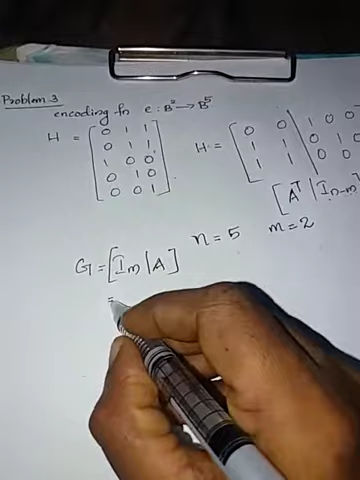 Problem 3
encoding fn e : B² → B⁵
H = [ 0 1 1
0 1 1
1 0 0
0 1 0
0 0 1 ]
H = [ 0 0 | 1 0 0
1 1 | 0 1 0
1 1 | 0 0
[Aᵀ | Iₙ₋ₘ]
n = 5 m = 2
G = [Iₘ | A]
=